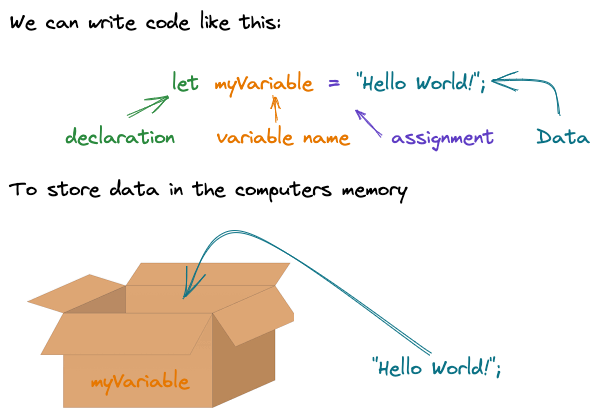 We can write code like this:
let myVariable = "Hello World!";
declaration variable name assignment Data
To store data in the computers memory
myVariable
"Hello World!";